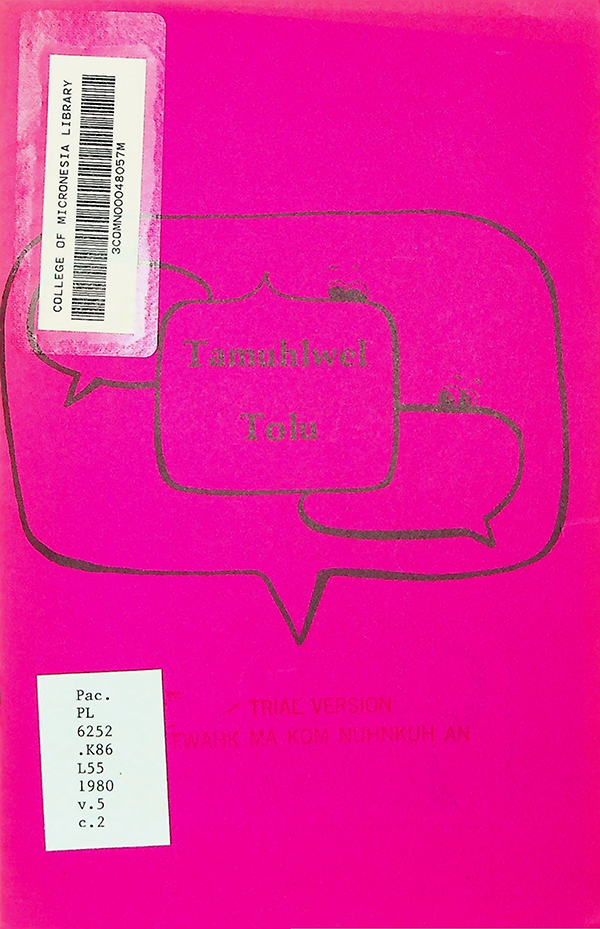 COLLEGE OF MICRONESIA LIBRARY
3COMN00048057M
Tamuhlwel
Tolu
TRIAL VERSION
MA KOM NUHNKUH AN
Pac.
PL
6252
.K86
L55
1980
v.5
c.2